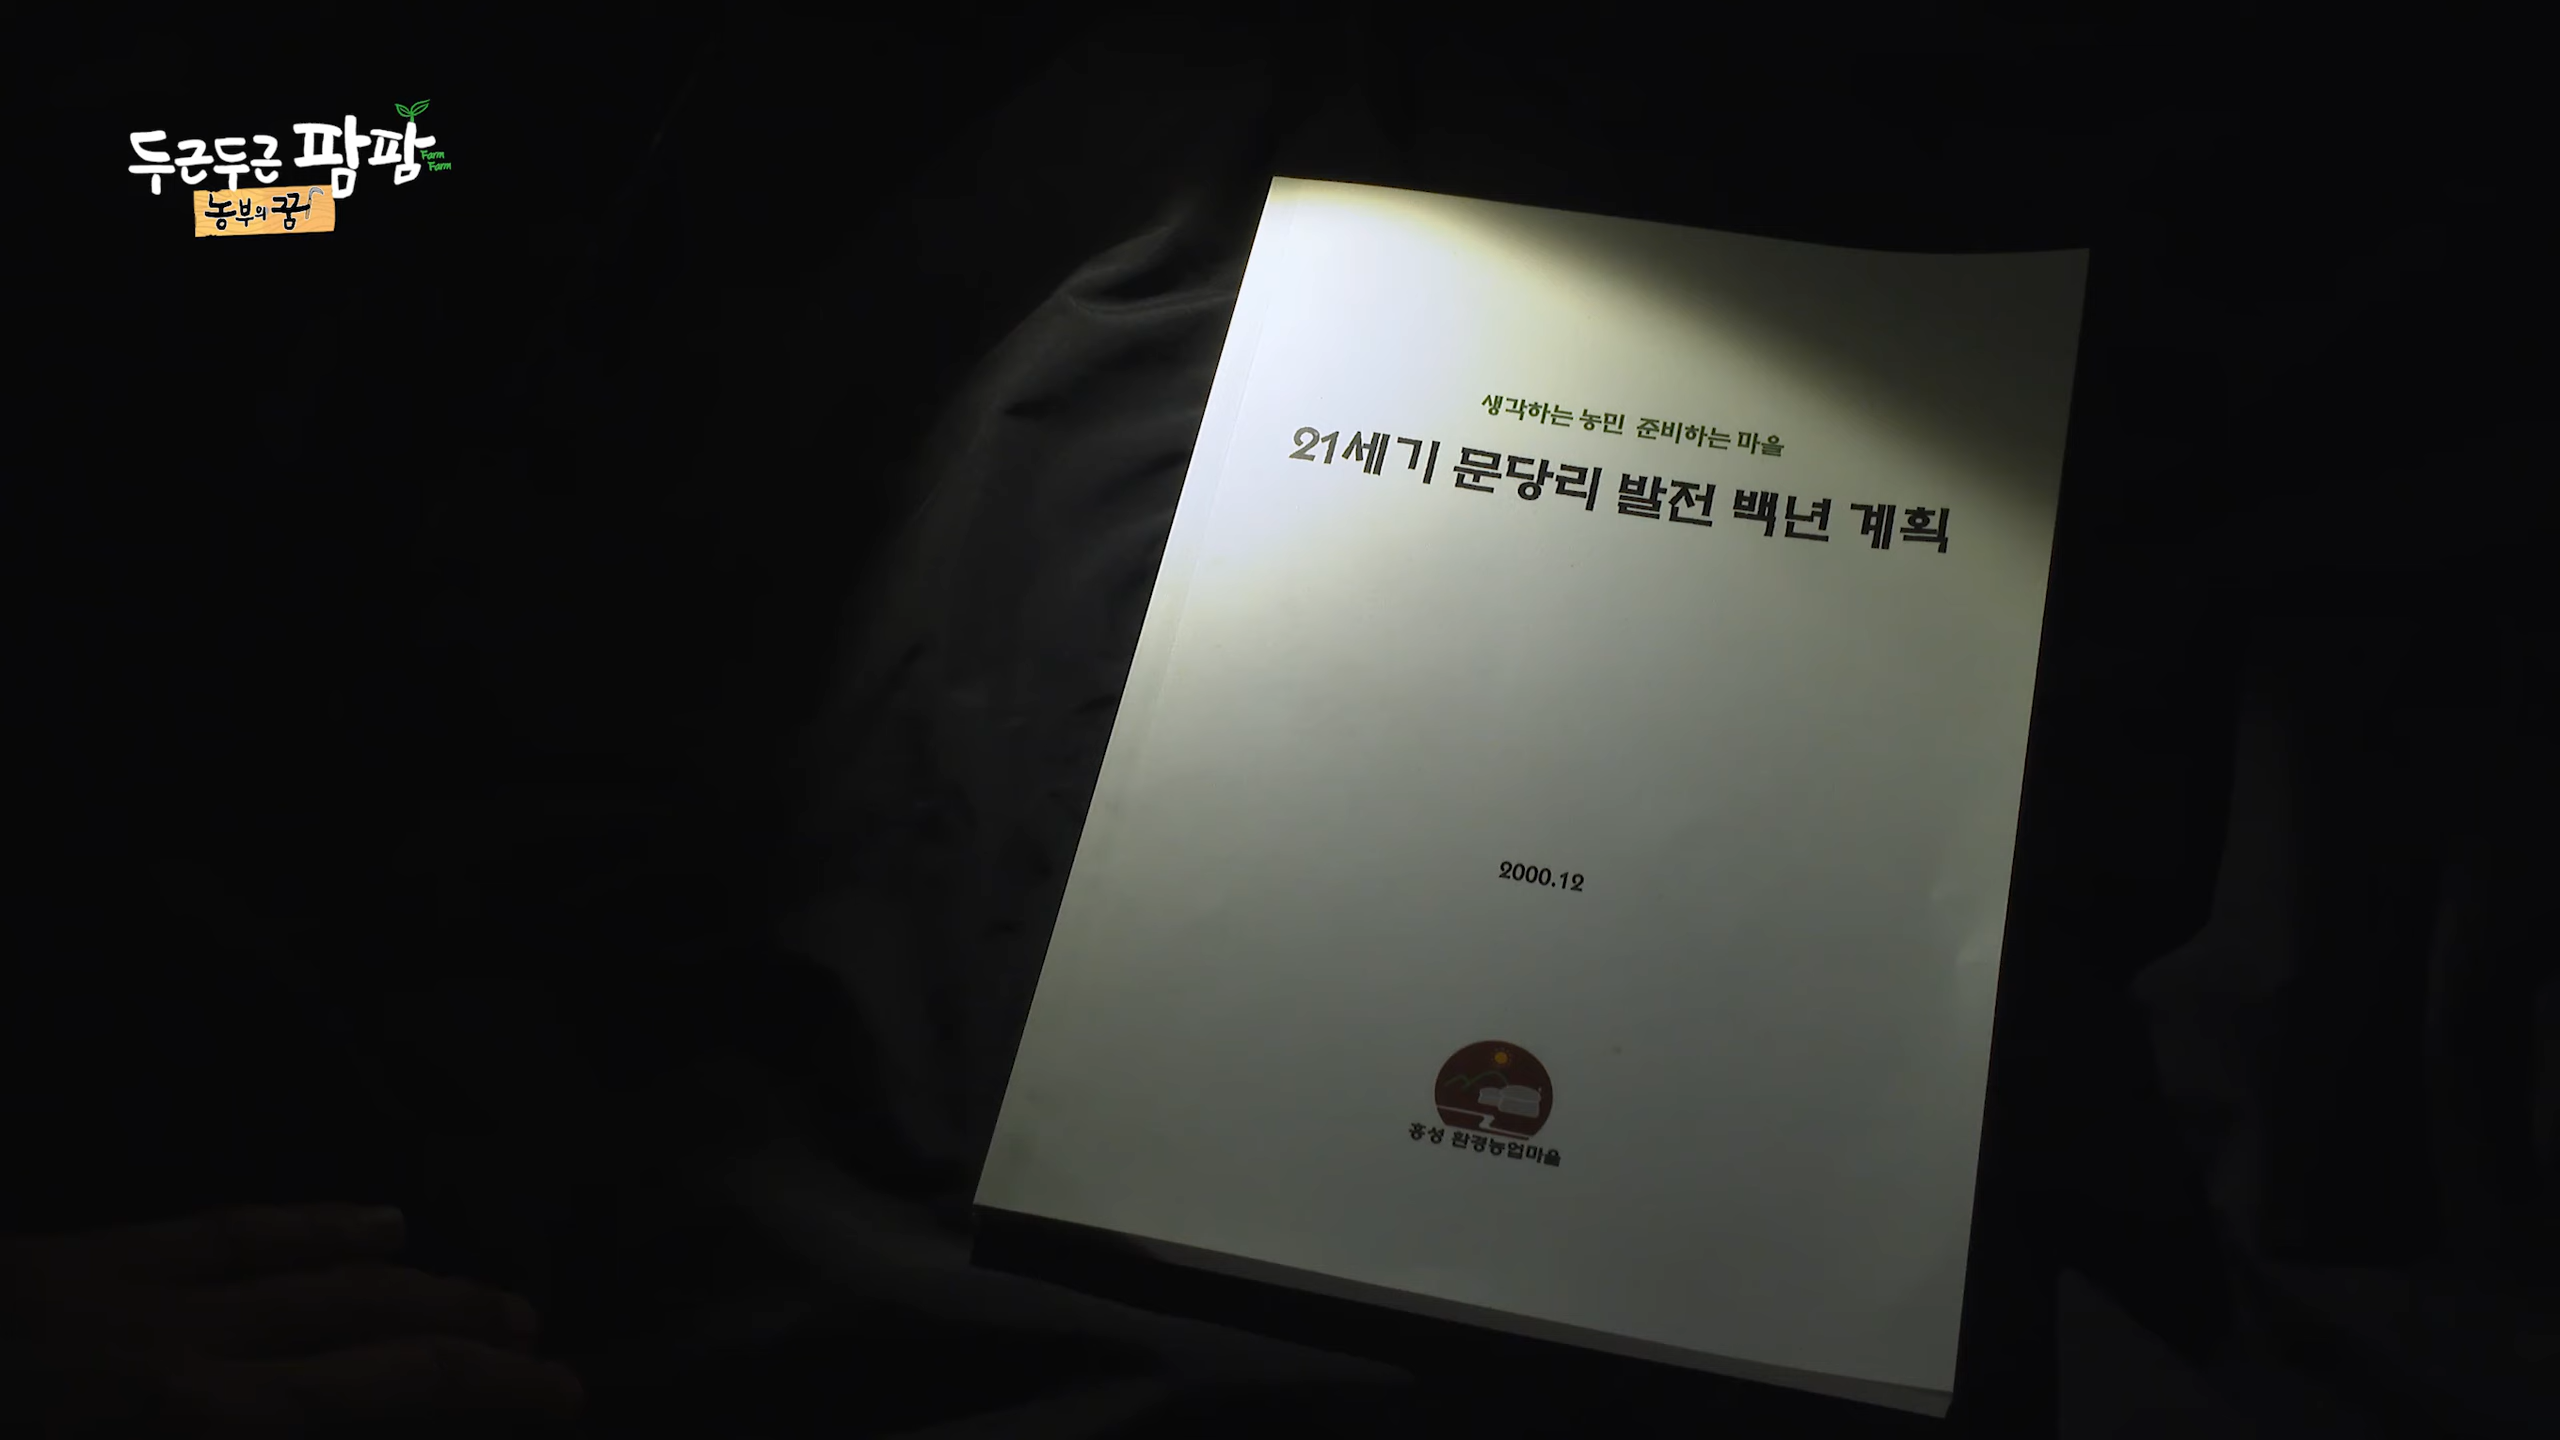 두근두근 팜팜
Farm
Farm
농부의 꿈
생각하는 농민 준비하는 마을
21세기 문당리 발전 백년 계획
2000.12
홍성 환경농업마을